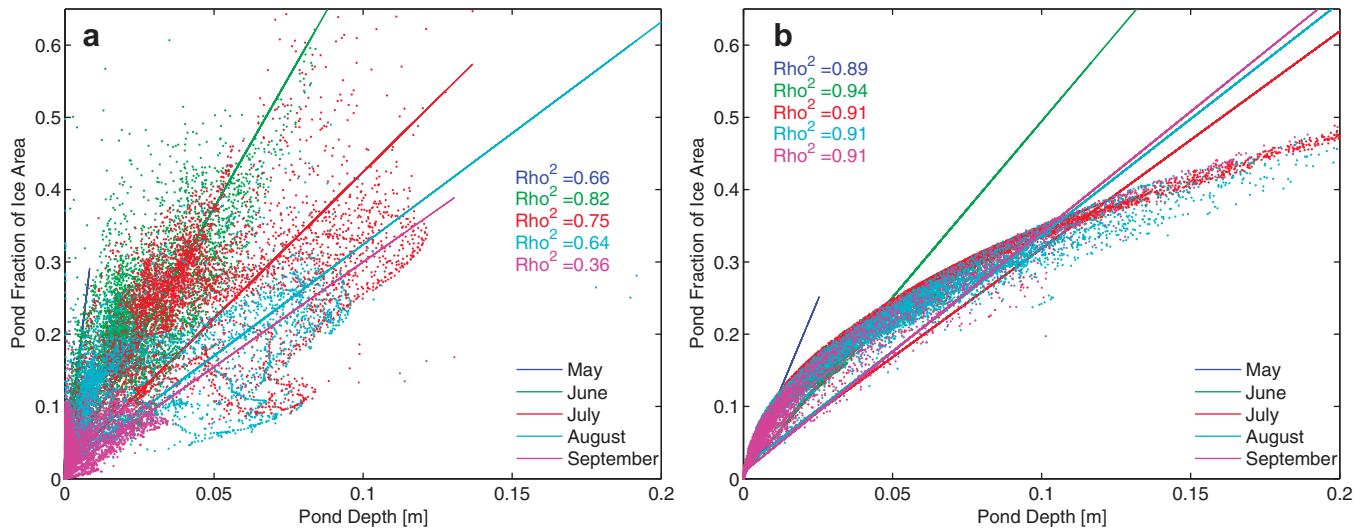 a
Rho² =0.66
Rho² =0.82
Rho² =0.75
Rho² =0.64
Rho² =0.36
May
June
July
August
September
0.6
0.5
0.4
0.3
0.2
0.1
0
0
0.05
0.1
0.15
0.2
Pond Fraction of Ice Area
Pond Depth [m]
b
Rho² =0.89
Rho² =0.94
Rho² =0.91
Rho² =0.91
Rho² =0.91
May
June
July
August
September
0.6
0.5
0.4
0.3
0.2
0.1
0
0
0.05
0.1
0.15
0.2
Pond Fraction of Ice Area
Pond Depth [m]